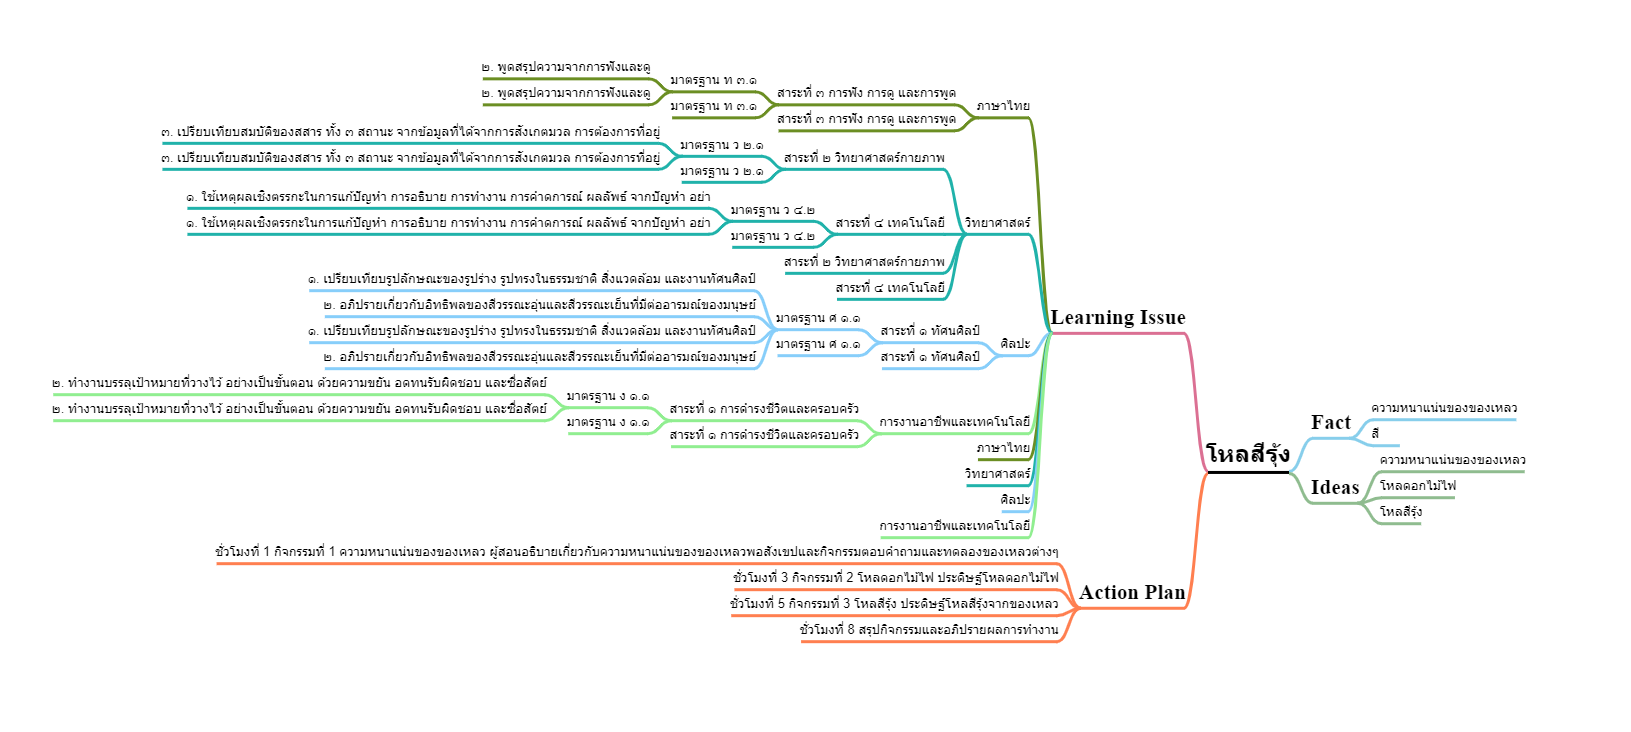 ๒. พูดสรุปความจากการฟังและดู
มาตรฐาน ท ๓.๑
๒. พูดสรุปความจากการฟังและดู
สาระที่ ๓ การฟัง การดู และการพูด
มาตรฐาน ท ๓.๑
ภาษาไทย
สาระที่ ๓ การฟัง การดู และการพูด
๓. เปรียบเทียบสมบัติของสสาร ทั้ง ๓ สถานะ จากข้อมูลที่ได้จากการสังเกตมวล การต้องการที่อยู่
มาตรฐาน ว ๒.๑
๓. เปรียบเทียบสมบัติของสสาร ทั้ง ๓ สถานะ จากข้อมูลที่ได้จากการสังเกตมวล การต้องการที่อยู่
สาระที่ ๒ วิทยาศาสตร์กายภาพ
มาตรฐาน ว ๒.๑
๑. ใช้เหตุผลเชิงตรรกะในการแก้ปัญหำ การอธิบาย การทำงาน การคำดการณ์ ผลลัพธ์ จากปัญหำ อย่า
มาตรฐาน ว ๔.๒
๑. ใช้เหตุผลเชิงตรรกะในการแก้ปัญหำ การอธิบาย การทำงาน การคำดการณ์ ผลลัพธ์ จากปัญหำ อย่า
สาระที่ ๔ เทคโนโลยี
วิทยาศาสตร์
มาตรฐาน ว ๔.๒
สาระที่ ๒ วิทยาศาสตร์กายภาพ
สาระที่ ๔ เทคโนโลยี
๑. เปรียบเทียบรูปลักษณะของรูปร่าง รูปทรงในธรรมชาติ สิ่งแวดล้อม และงานทัศนศิลป์
๒. อภิปรายเกี่ยวกับอิทธิพลของสีวรรณะอุ่นและสีวรรณะเย็นที่มีต่ออารมณ์ของมนุษย์
มาตรฐาน ศ ๑.๑
๑. เปรียบเทียบรูปลักษณะของรูปร่าง รูปทรงในธรรมชาติ สิ่งแวดล้อม และงานทัศนศิลป์
สาระที่ ๑ ทัศนศิลป์
มาตรฐาน ศ ๑.๑
ศิลปะ
๒. อภิปรายเกี่ยวกับอิทธิพลของสีวรรณะอุ่นและสีวรรณะเย็นที่มีต่ออารมณ์ของมนุษย์
สาระที่ ๑ ทัศนศิลป์
Learning Issue
๒. ทำงานบรรลุเป้าหมายที่วางไว้ อย่างเป็นขั้นตอน ด้วยความขยัน อดทนรับผิดชอบ และซื่อสัตย์
มาตรฐาน ง ๑.๑
๒. ทำงานบรรลุเป้าหมายที่วางไว้ อย่างเป็นขั้นตอน ด้วยความขยัน อดทนรับผิดชอบ และซื่อสัตย์
สาระที่ ๑ การดำรงชีวิตและครอบครัว
มาตรฐาน ง ๑.๑
การงานอาชีพและเทคโนโลยี
สาระที่ ๑ การดำรงชีวิตและครอบครัว
ภาษาไทย
วิทยาศาสตร์
ศิลปะ
การงานอาชีพและเทคโนโลยี
โหลสีรุ้ง
Fact
ความหนาแน่นของของเหลว
สี
Ideas
ความหนาแน่นของของเหลว
โหลดอกไม้ไฟ
โหลสีรุ้ง
ชั่วโมงที่ 1 กิจกรรมที่ 1 ความหนาแน่นของของเหลว ผู้สอนอธิบายเกี่ยวกับความหนาแน่นของของเหลวพอสังเขปและกิจกรรมตอบคำถามและทดลองของเหลวต่างๆ
ชั่วโมงที่ 3 กิจกรรมที่ 2 โหลดอกไม้ไฟ ประดิษฐ์โหลดอกไม้ไฟ
Action Plan
ชั่วโมงที่ 5 กิจกรรมที่ 3 โหลสีรุ้ง ประดิษฐ์โหลสีรุ้งจากของเหลว
ชั่วโมงที่ 8 สรุปกิจกรรมและอภิปรายผลการทำงาน